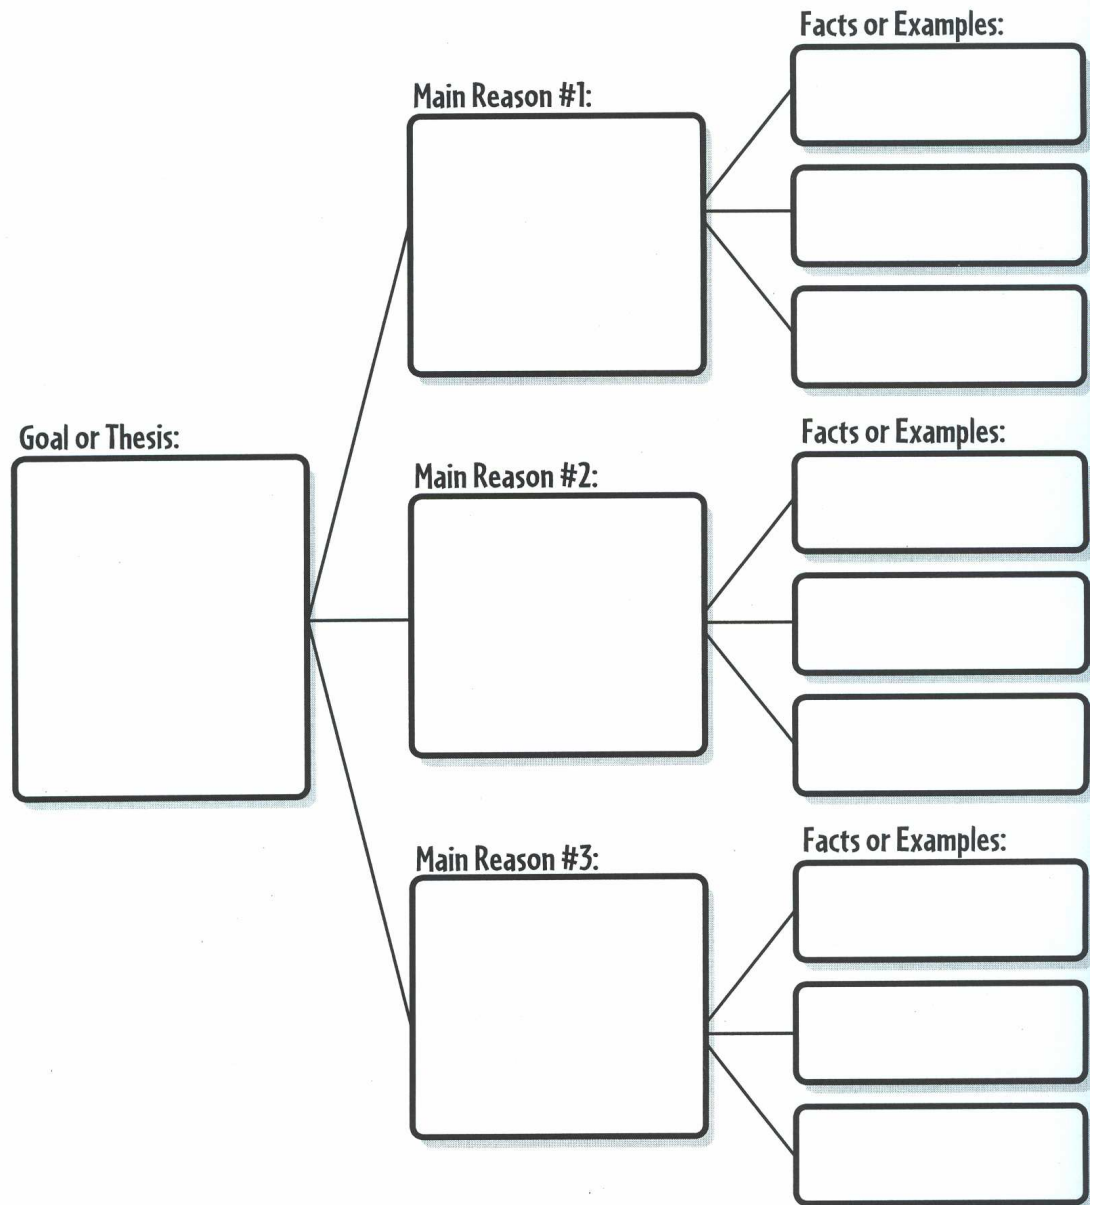 Facts or Examples:
Main Reason #1:
Goal or Thesis:
Facts or Examples:
Main Reason #2:
Facts or Examples:
Main Reason #3: